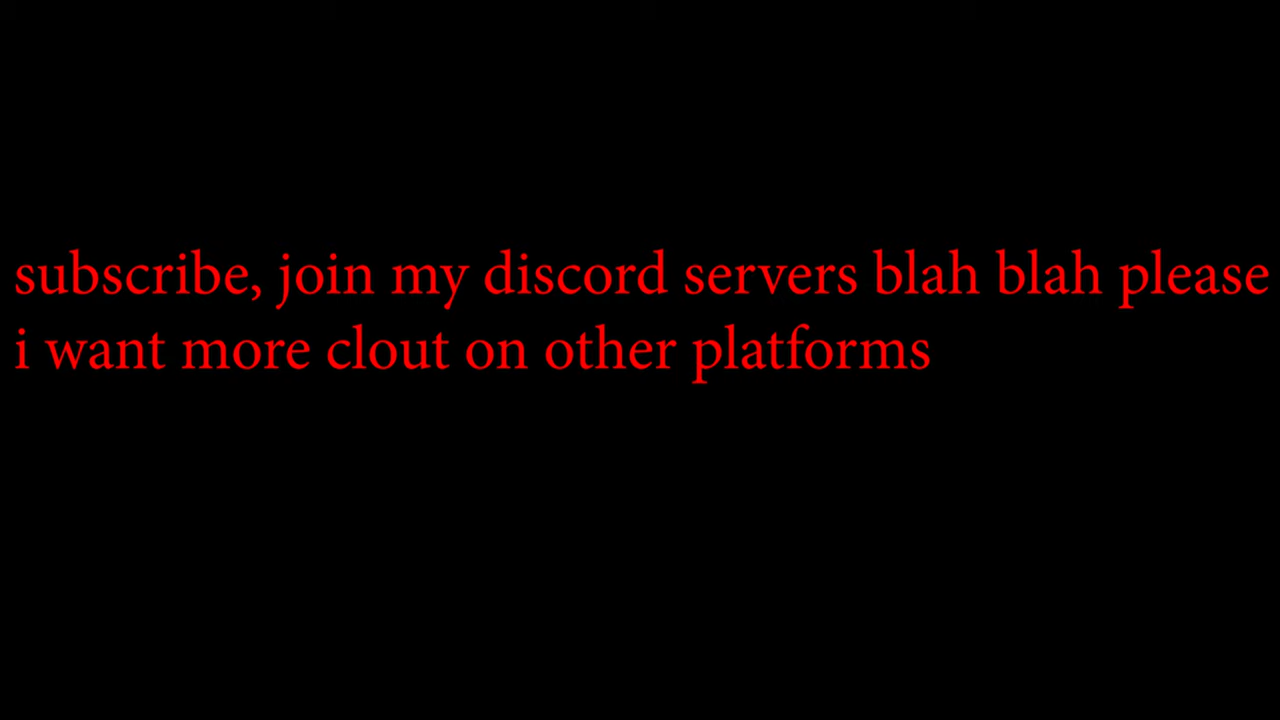 subscribe, join my discord servers blah blah please
i want more clout on other platforms